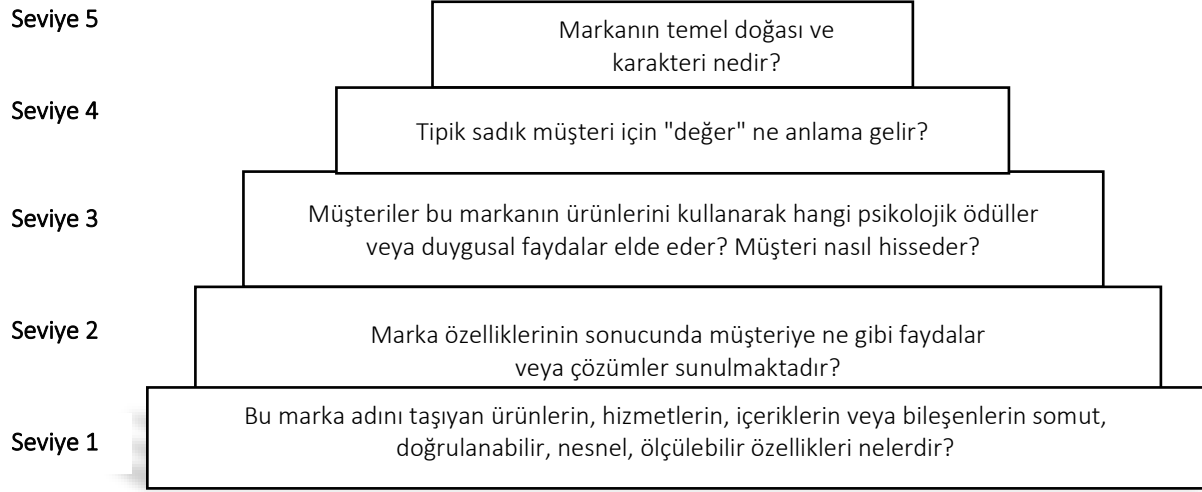 Seviye 5
Markanın temel doğası ve
karakteri nedir?
Seviye 4
Tipik sadık müşteri için "değer" ne anlama gelir?
Seviye 3
Müşteriler bu markanın ürünlerini kullanarak hangi psikolojik ödüller
veya duygusal faydalar elde eder? Müşteri nasıl hisseder?
Seviye 2
Marka özelliklerinin sonucunda müşteriye ne gibi faydalar
veya çözümler sunulmaktadır?
Seviye 1
Bu marka adını taşıyan ürünlerin, hizmetlerin, içeriklerin veya bileşenlerin somut,
doğrulanabilir, nesnel, ölçülebilir özellikleri nelerdir?